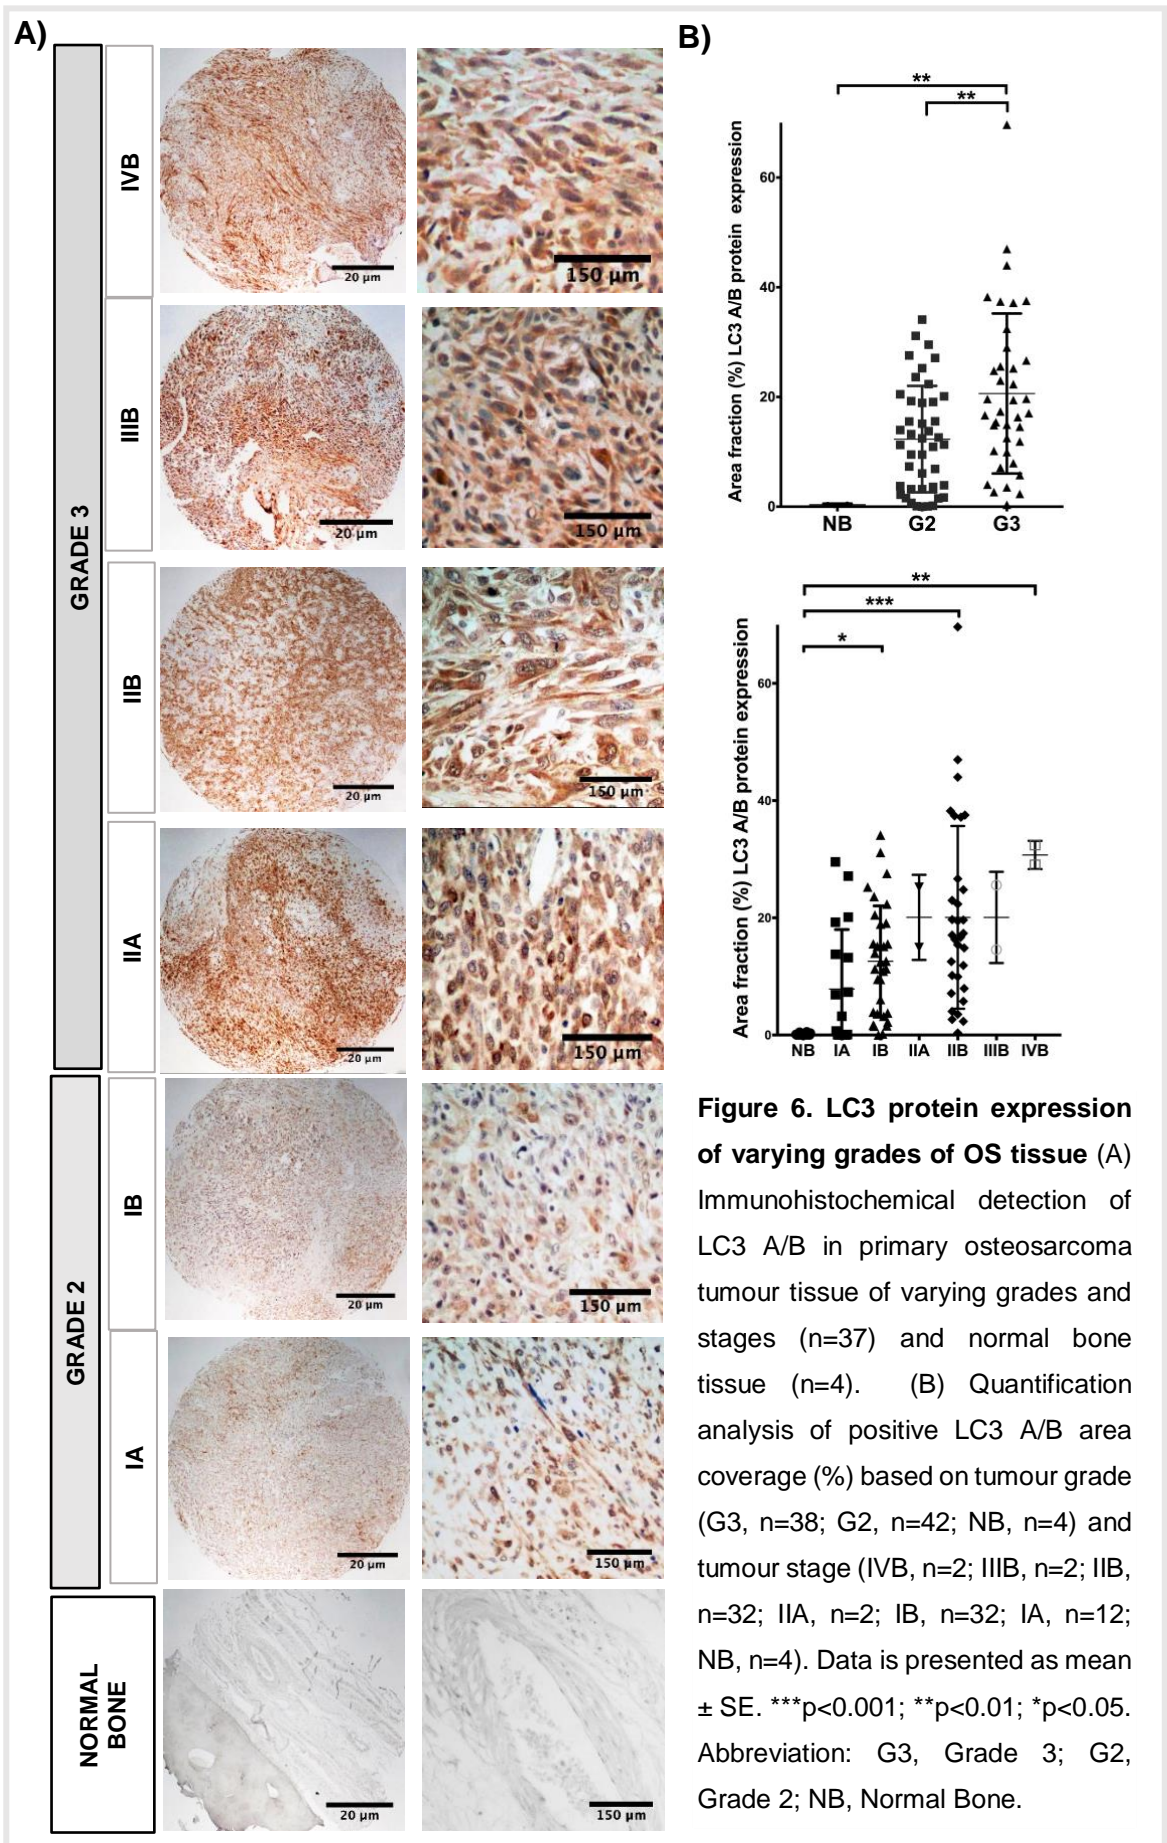 A)
GRADE 3
IVB
20 µm
150 µm
IIIB
20 µm
150 µm
IIB
20 µm
150 µm
IIA
20 µm
150 µm
GRADE 2
IB
20 µm
150 µm
IA
20 µm
150 µm
NORMAL
BONE
20 µm
150 µm
B)
**
**
Area fraction (%) LC3 A/B protein expression
60
40
20
0
NB G2 G3
**
***
*
Area fraction (%) LC3 A/B protein expression
60
40
20
0
NB IA IB IIA IIB IIIB IVB
Figure 6. LC3 protein expression
of varying grades of OS tissue (A)
Immunohistochemical detection of
LC3 A/B in primary osteosarcoma
tumour tissue of varying grades and
stages (n=37) and normal bone
tissue (n=4). (B) Quantification
analysis of positive LC3 A/B area
coverage (%) based on tumour grade
(G3, n=38; G2, n=42; NB, n=4) and
tumour stage (IVB, n=2; IIIB, n=2; IIB,
n=32; IIA, n=2; IB, n=32; IA, n=12;
NB, n=4). Data is presented as mean
± SE. ***p<0.001; **p<0.01; *p<0.05.
Abbreviation: G3, Grade 3; G2,
Grade 2; NB, Normal Bone.